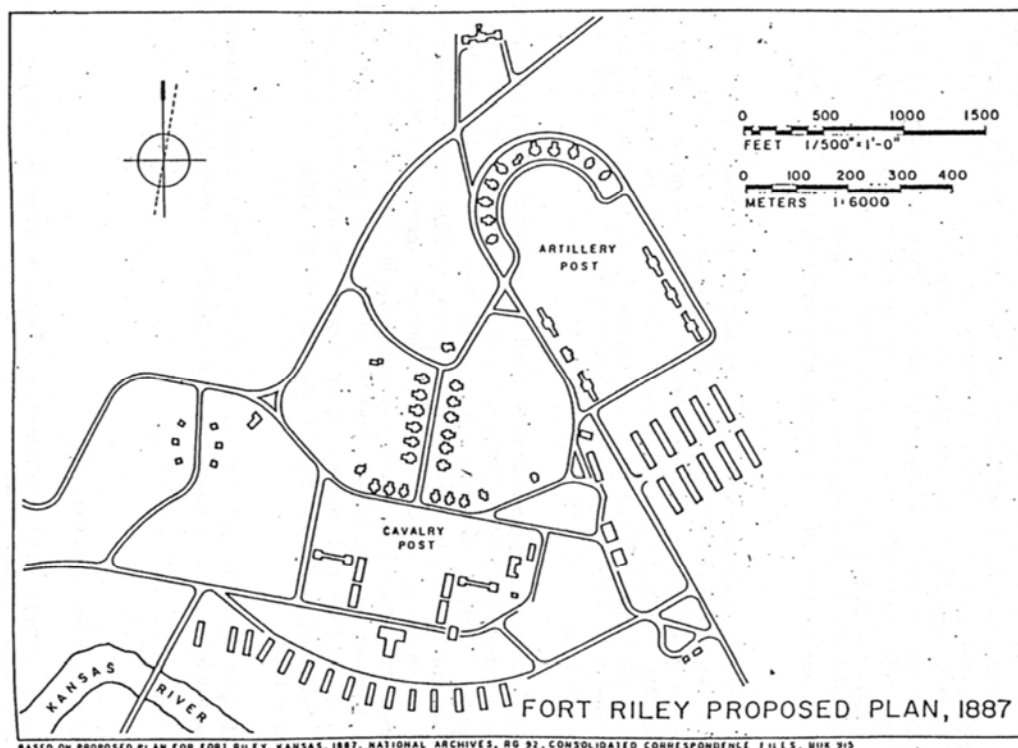 0 500 1000 1500
FEET 1/500"=1'-0"
0 100 200 300 400
METERS 1:6000
ARTILLERY
POST
CAVALRY
POST
KANSAS RIVER
FORT RILEY PROPOSED PLAN, 1887
BASED ON PROPOSED PLAN FOR FORT RILEY, KANSAS, 1887, NATIONAL ARCHIVES, RG 92, CONSOLIDATED CORRESPONDENCE FILES, BOX 915